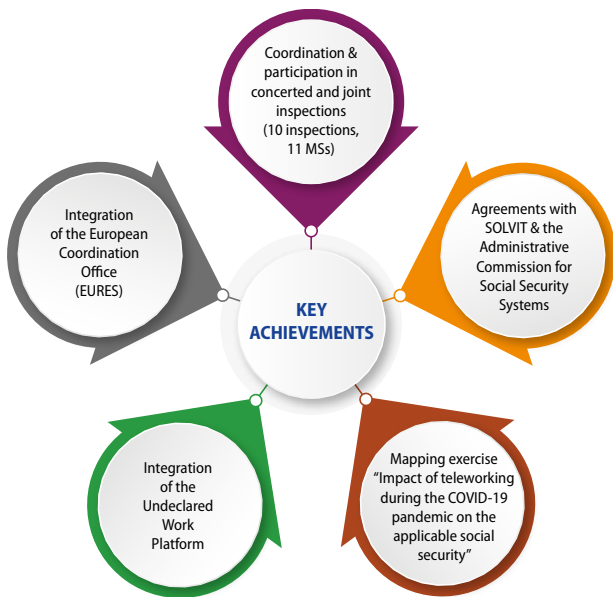 Coordination &
participation in
concerted and joint
inspections
(10 inspections,
11 MSs)
Integration
of the European
Coordination
Office
(EURES)
Agreements with
SOLVIT & the
Administrative
Commission for
Social Security
Systems
KEY
ACHIEVEMENTS
Integration
of the
Undeclared
Work
Platform
Mapping exercise
“Impact of teleworking
during the COVID-19
pandemic on the
applicable social
security”